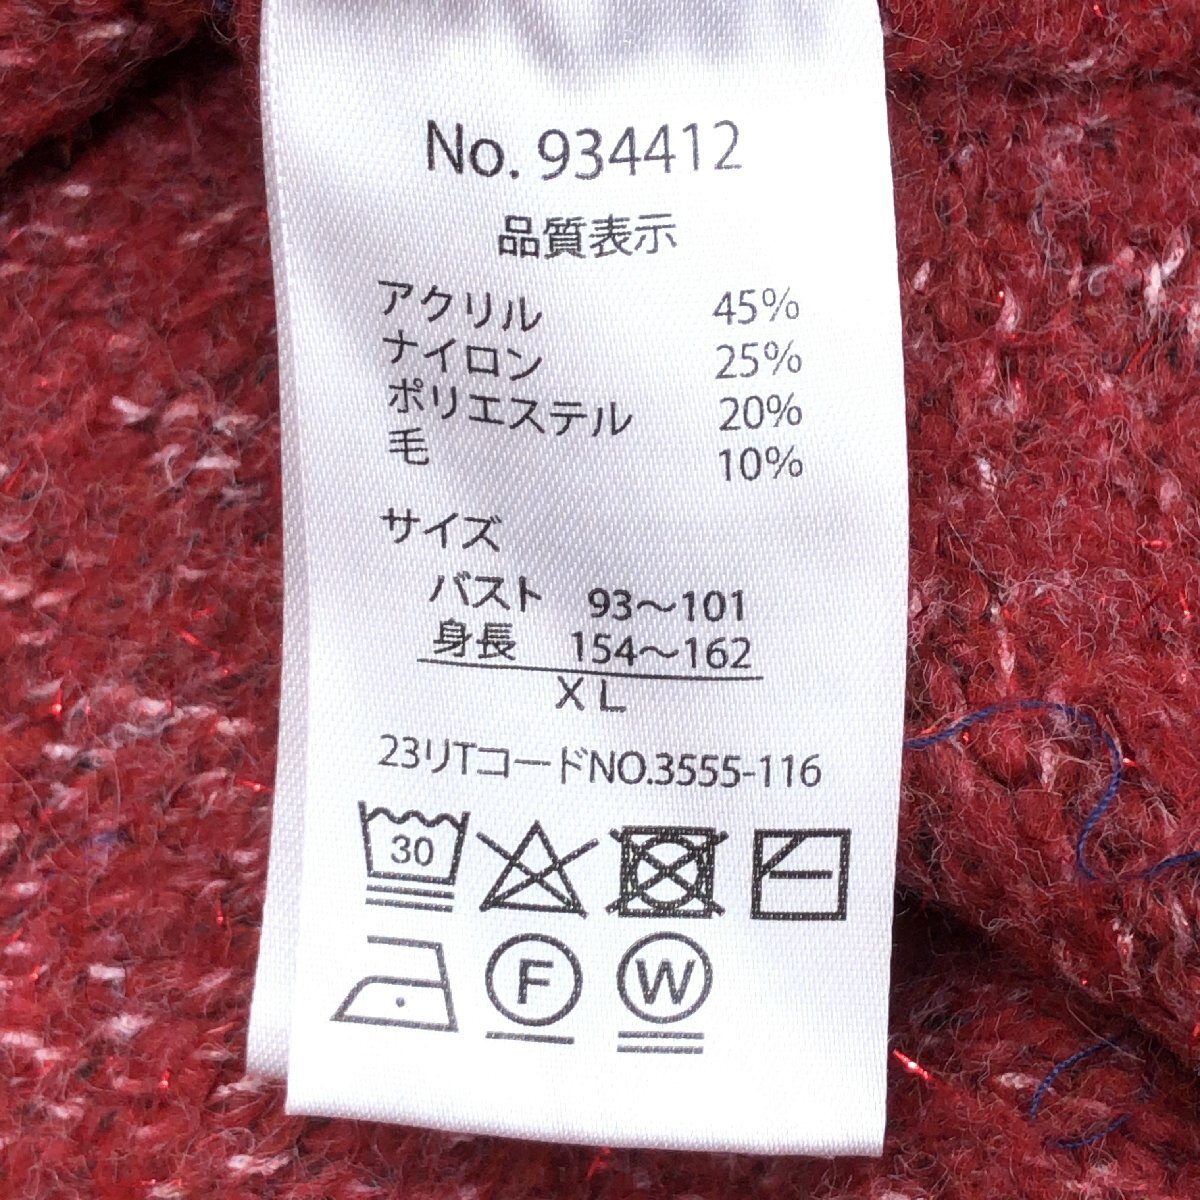 No. 934412
品質表示
アクリル 45%
ナイロン 25%
ポリエステル 20%
毛 10%
サイズ
バスト 93〜101
身長 154〜162
XL
23リTコードNO.3555-116
30
F W